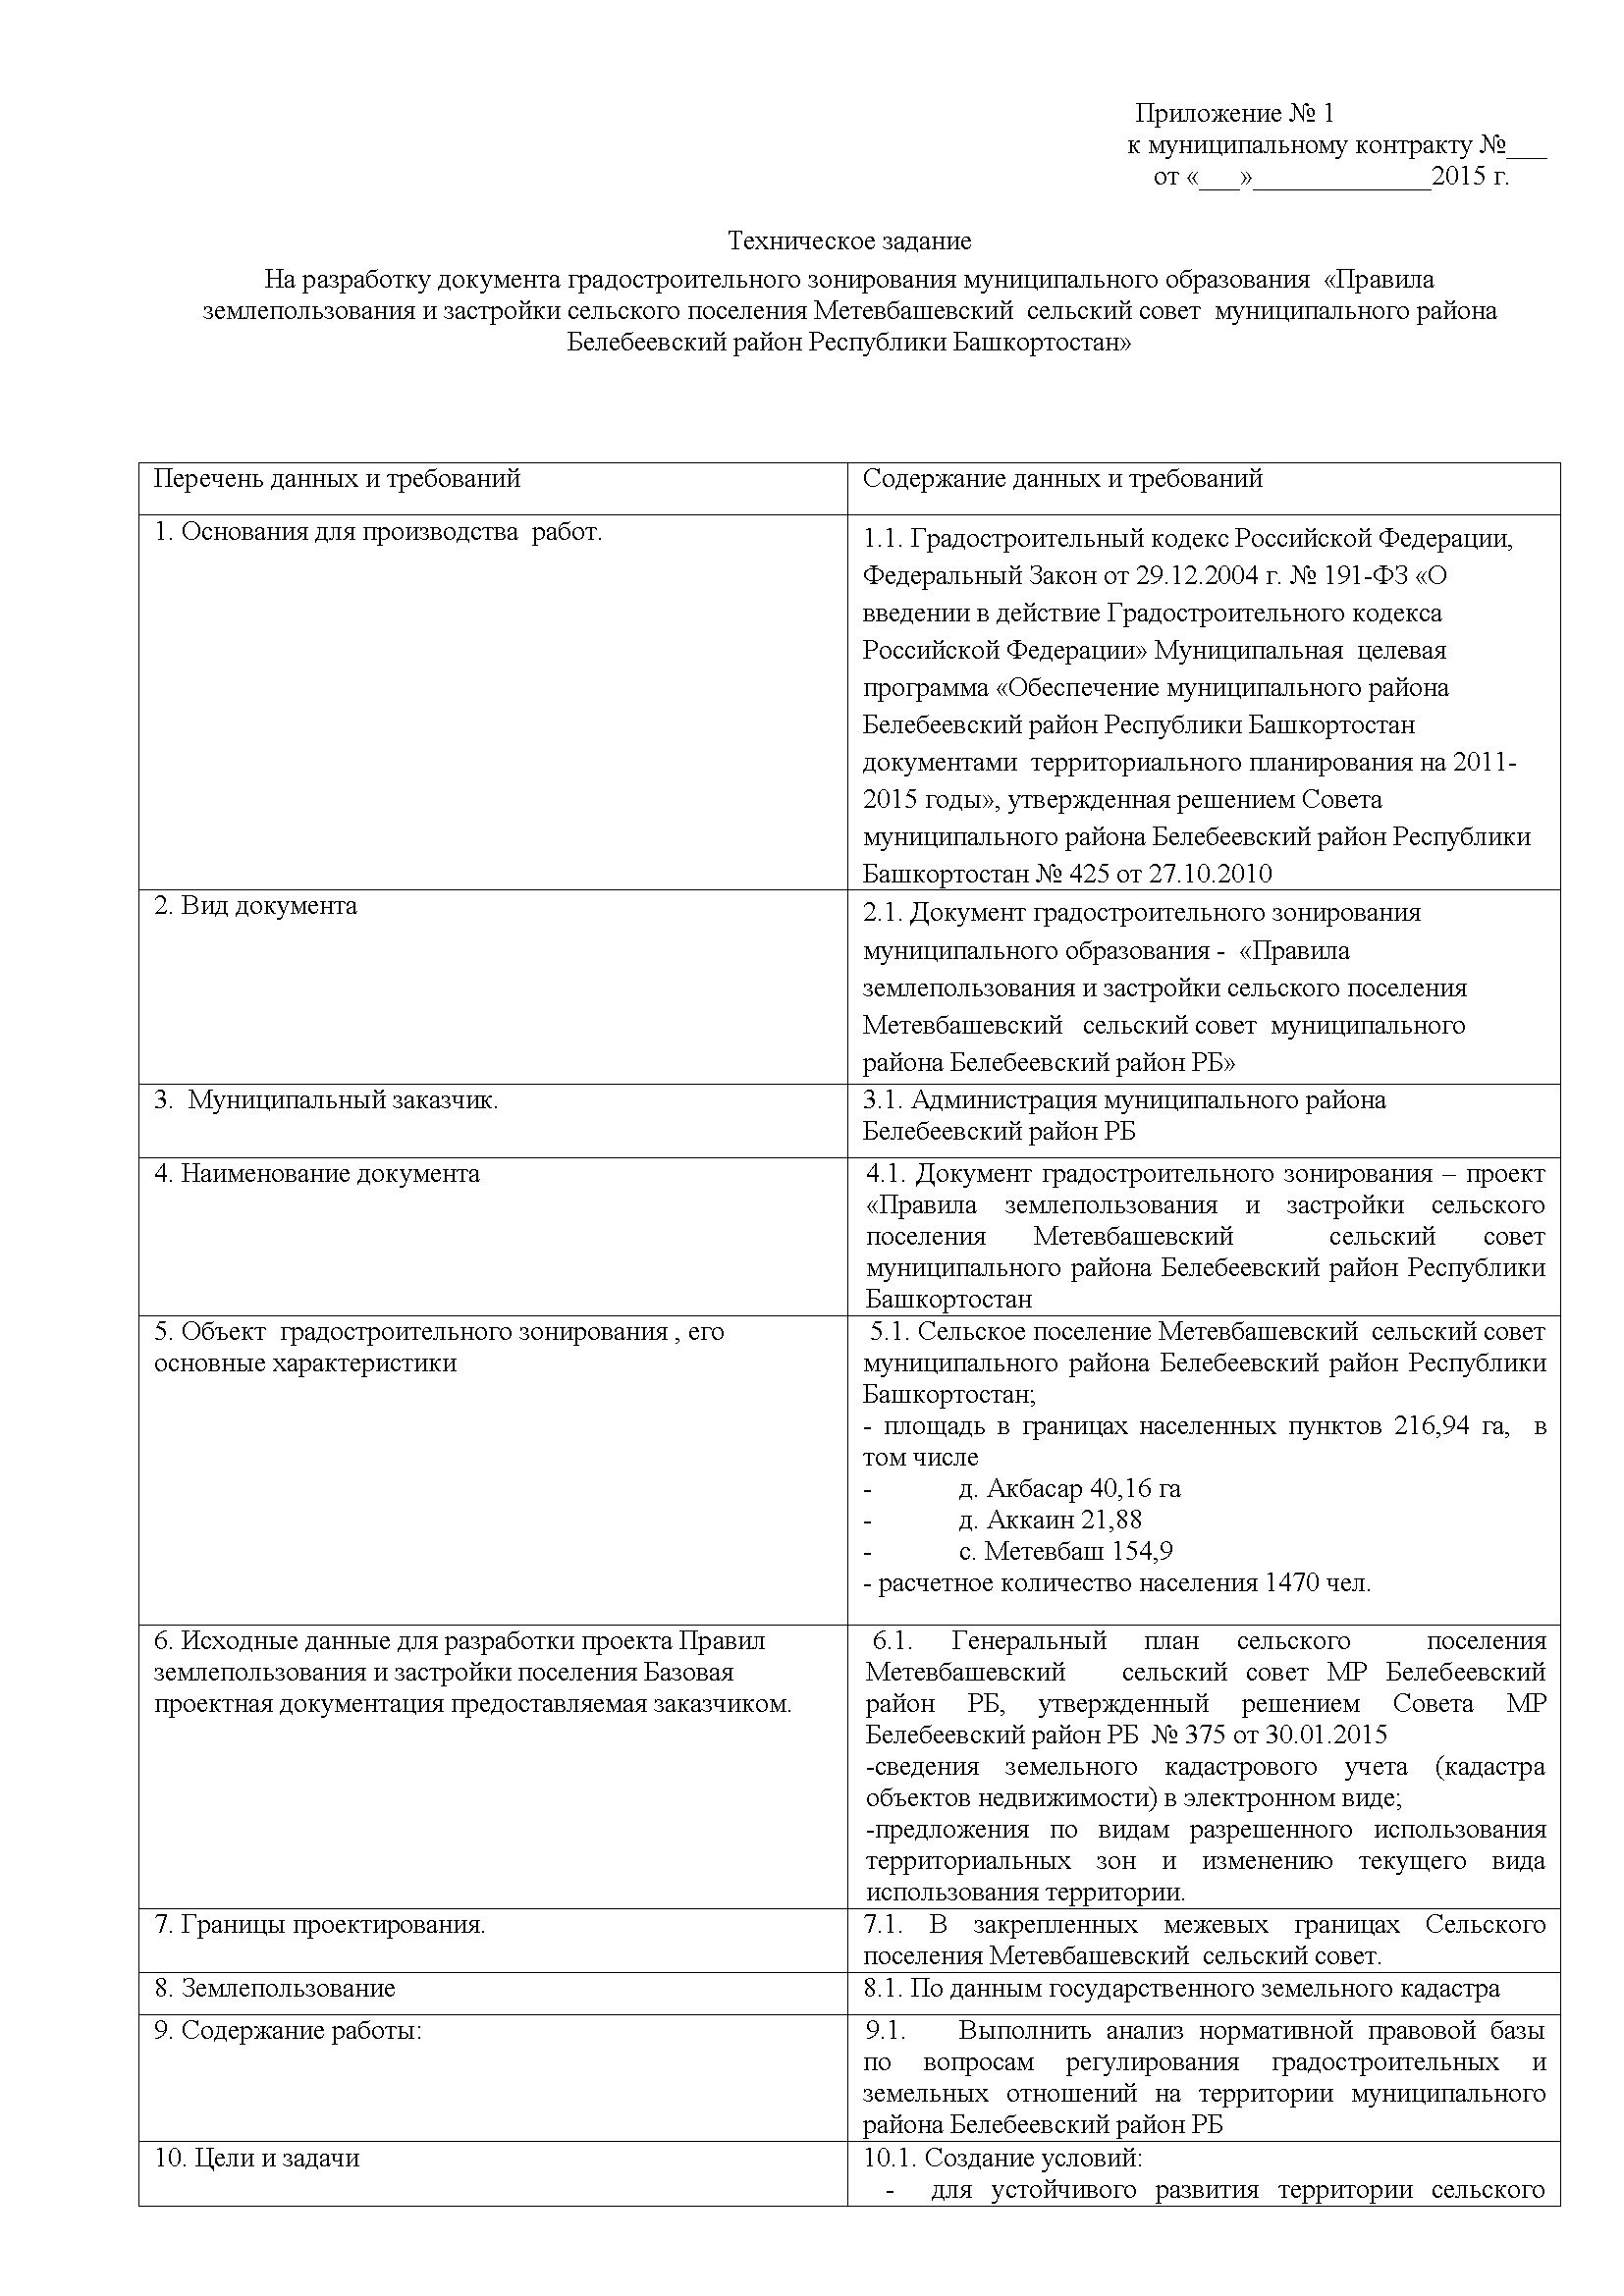 Приложение № 1
к муниципальному контракту №___
от «___»_____________2015 г.
Техническое задание
На разработку документа градостроительного зонирования муниципального образования «Правила
землепользования и застройки сельского поселения Метевбашевский сельский совет муниципального района
Белебеевский район Республики Башкортостан»
Перечень данных и требований
Содержание данных и требований
1. Основания для производства работ.
1.1. Градостроительный кодекс Российской Федерации,
Федеральный Закон от 29.12.2004 г. № 191-ФЗ «О
введении в действие Градостроительного кодекса
Российской Федерации» Муниципальная целевая
программа «Обеспечение муниципального района
Белебеевский район Республики Башкортостан
документами территориального планирования на 2011-
2015 годы», утвержденная решением Совета
муниципального района Белебеевский район Республики
Башкортостан № 425 от 27.10.2010
2. Вид документа
2.1. Документ градостроительного зонирования
муниципального образования - «Правила
землепользования и застройки сельского поселения
Метевбашевский сельский совет муниципального
района Белебеевский район РБ»
3. Муниципальный заказчик.
3.1. Администрация муниципального района
Белебеевский район РБ
4. Наименование документа
4.1. Документ градостроительного зонирования – проект
«Правила землепользования и застройки сельского
поселения Метевбашевский сельский совет
муниципального района Белебеевский район Республики
Башкортостан
5. Объект градостроительного зонирования , его
основные характеристики
5.1. Сельское поселение Метевбашевский сельский совет
муниципального района Белебеевский район Республики
Башкортостан;
- площадь в границах населенных пунктов 216,94 га, в
том числе
- д. Акбасар 40,16 га
- д. Аккаин 21,88
- с. Метевбаш 154,9
- расчетное количество населения 1470 чел.
6. Исходные данные для разработки проекта Правил
землепользования и застройки поселения Базовая
проектная документация предоставляемая заказчиком.
6.1. Генеральный план сельского поселения
Метевбашевский сельский совет МР Белебеевский
район РБ, утвержденный решением Совета МР
Белебеевский район РБ № 375 от 30.01.2015
-сведения земельного кадастрового учета (кадастра
объектов недвижимости) в электронном виде;
-предложения по видам разрешенного использования
территориальных зон и изменению текущего вида
использования территории.
7. Границы проектирования.
7.1. В закрепленных межевых границах Сельского
поселения Метевбашевский сельский совет.
8. Землепользование
8.1. По данным государственного земельного кадастра
9. Содержание работы:
9.1. Выполнить анализ нормативной правовой базы
по вопросам регулирования градостроительных и
земельных отношений на территории муниципального
района Белебеевский район РБ
10. Цели и задачи
10.1. Создание условий:
- для устойчивого развития территории сельского